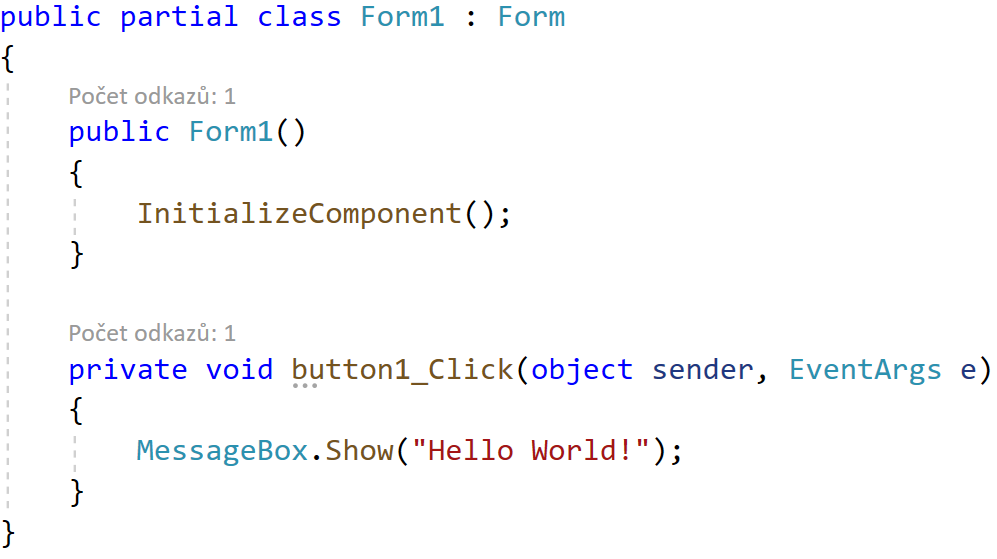 public partial class Form1 : Form
{
Počet odkazů: 1
public Form1()
{
InitializeComponent();
}
Počet odkazů: 1
private void button1_Click(object sender, EventArgs e)
{
MessageBox.Show("Hello World!");
}
}